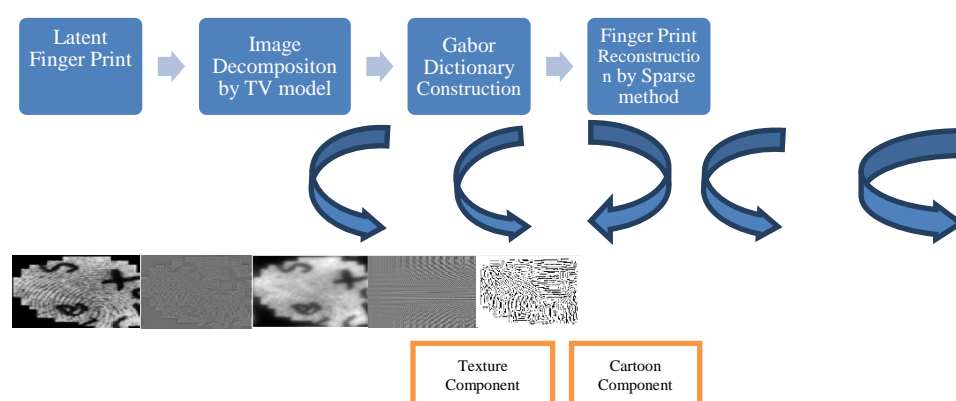 Latent
Finger Print
Image
Decompositon
by TV model
Gabor
Dictionary
Construction
Finger Print
Reconstructio
n by Sparse
method
Texture
Component
Cartoon
Component